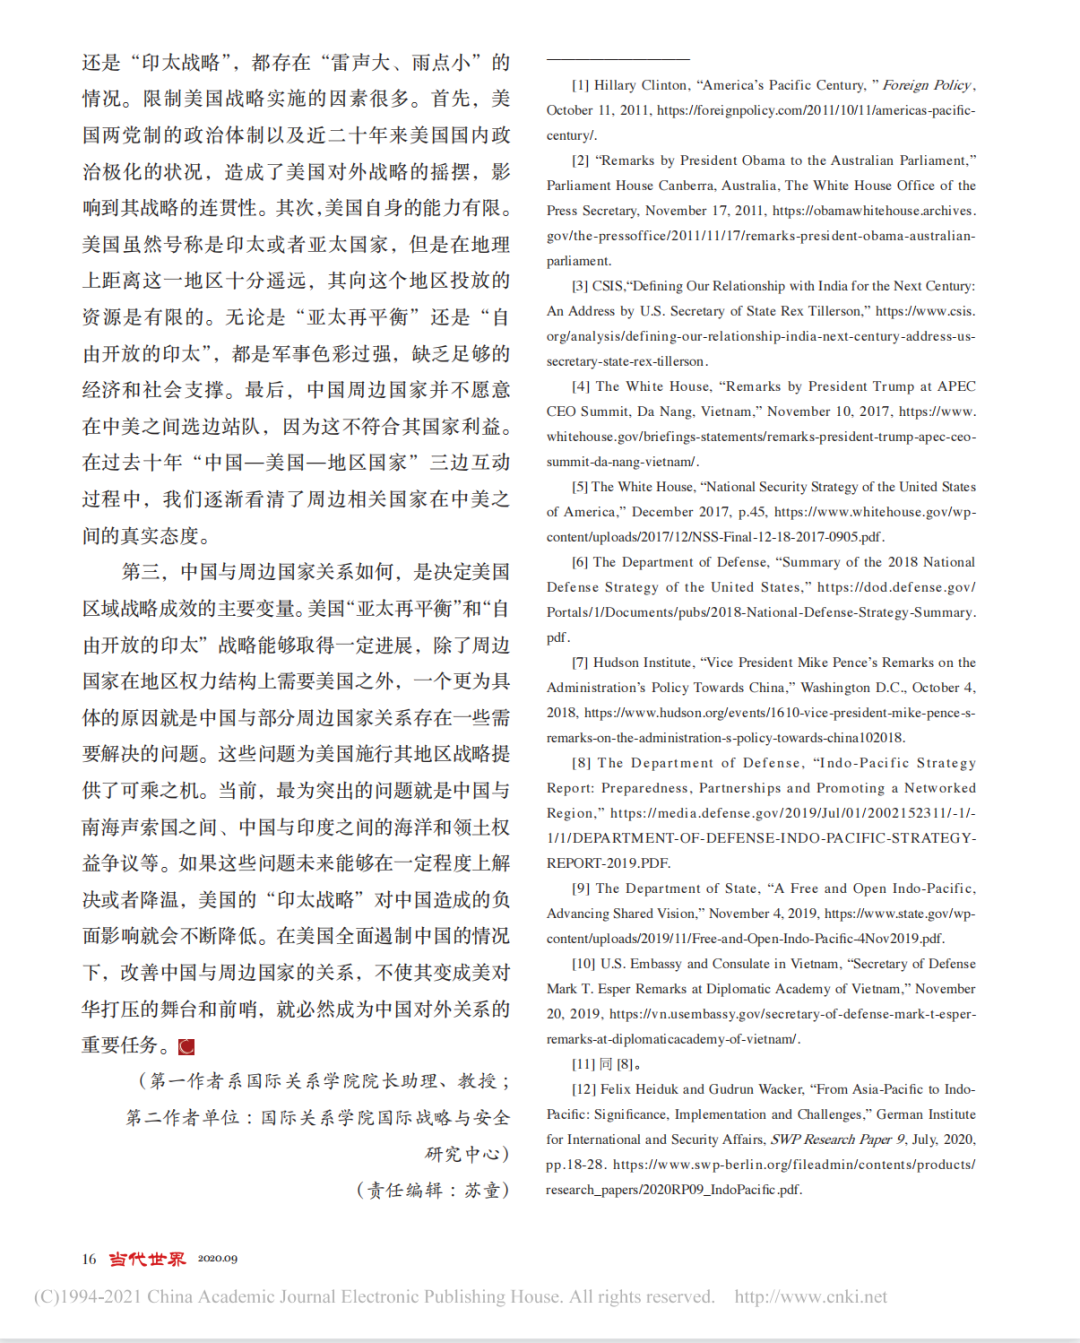 还是“印太战略”，都存在“雷声大、雨点小”的
情况。限制美国战略实施的因素很多。首先，美
国两党制的政治体制以及近二十年来美国国内政
治极化的状况，造成了美国对外战略的摇摆，影
响到其战略的连贯性。其次，美国自身的能力有限。
美国虽然号称是印太或者亚太国家，但是在地理
上距离这一地区十分遥远，其向这个地区投放的
资源是有限的。无论是“亚太再平衡”还是“自
由开放的印太”，都是军事色彩过强，缺乏足够的
经济和社会支撑。最后，中国周边国家并不愿意
在中美之间选边站队，因为这不符合其国家利益。
在过去十年“中国—美国—地区国家”三边互动
过程中，我们逐渐看清了周边相关国家在中美之
间的真实态度。
第三，中国与周边国家关系如何，是决定美国
区域战略成效的主要变量。美国“亚太再平衡”和“自
由开放的印太”战略能够取得一定进展，除了周边
国家在地区权力结构上需要美国之外，一个更为具
体的原因就是中国与部分周边国家关系存在一些需
要解决的问题。这些问题为美国施行其地区战略提
供了可乘之机。当前，最为突出的问题就是中国与
南海声索国之间、中国与印度之间的海洋和领土权
益争议等。如果这些问题未来能够在一定程度上解
决或者降温，美国的“印太战略”对中国造成的负
面影响就会不断降低。在美国全面遏制中国的情况
下，改善中国与周边国家的关系，不使其变成美对
华打压的舞台和前哨，就必然成为中国对外关系的
重要任务。
（第一作者系国际关系学院院长助理、教授；
第二作者单位：国际关系学院国际战略与安全
研究中心）
（责任编辑：苏童）
[1] Hillary Clinton, “America’s Pacific Century, ” Foreign Policy,
October 11, 2011, https://foreignpolicy.com/2011/10/11/americas-pacific-
century/.
[2] “Remarks by President Obama to the Australian Parliament,”
Parliament House Canberra, Australia, The White House Office of the
Press Secretary, November 17, 2011, https://obamawhitehouse.archives.
gov/the-pressoffice/2011/11/17/remarks-president-obama-australian-
parliament.
[3] CSIS,“Defining Our Relationship with India for the Next Century:
An Address by U.S. Secretary of State Rex Tillerson,” https://www.csis.
org/analysis/defining-our-relationship-india-next-century-address-us-
secretary-state-rex-tillerson.
[4] The White House, “Remarks by President Trump at APEC
CEO Summit, Da Nang, Vietnam,” November 10, 2017, https://www.
whitehouse.gov/briefings-statements/remarks-president-trump-apec-ceo-
summit-da-nang-vietnam/.
[5] The White House, “National Security Strategy of the United States
of America,” December 2017, p.45, https://www.whitehouse.gov/wp-
content/uploads/2017/12/NSS-Final-12-18-2017-0905.pdf.
[6] The Department of Defense, “Summary of the 2018 National
Defense Strategy of the United States,” https://dod.defense.gov/
Portals/1/Documents/pubs/2018-National-Defense-Strategy-Summary.
pdf.
[7] Hudson Institute, “Vice President Mike Pence’s Remarks on the
Administration’s Policy Towards China,” Washington D.C., October 4,
2018, https://www.hudson.org/events/1610-vice-president-mike-pence-s-
remarks-on-the-administration-s-policy-towards-china102018.
[8] The Department of Defense, “Indo-Pacific Strategy
Report: Preparedness, Partnerships and Promoting a Networked
Region,” https://media.defense.gov/2019/Jul/01/2002152311/-1/-
1/1/DEPARTMENT-OF-DEFENSE-INDO-PACIFIC-STRATEGY-
REPORT-2019.PDF.
[9] The Department of State, “A Free and Open Indo-Pacific,
Advancing Shared Vision,” November 4, 2019, https://www.state.gov/wp-
content/uploads/2019/11/Free-and-Open-Indo-Pacific-4Nov2019.pdf.
[10] U.S. Embassy and Consulate in Vietnam, “Secretary of Defense
Mark T. Esper Remarks at Diplomatic Academy of Vietnam,” November
20, 2019, https://vn.usembassy.gov/secretary-of-defense-mark-t-esper-
remarks-at-diplomaticacademy-of-vietnam/.
[11] 同 [8]。
[12] Felix Heiduk and Gudrun Wacker, “From Asia-Pacific to Indo-
Pacific: Significance, Implementation and Challenges,” German Institute
for International and Security Affairs, SWP Research Paper 9, July, 2020,
pp.18-28. https://www.swp-berlin.org/fileadmin/contents/products/
research_papers/2020RP09_IndoPacific.pdf.
16 当代世界 2020.09
(C)1994-2021 China Academic Journal Electronic Publishing House. All rights reserved. http://www.cnki.net